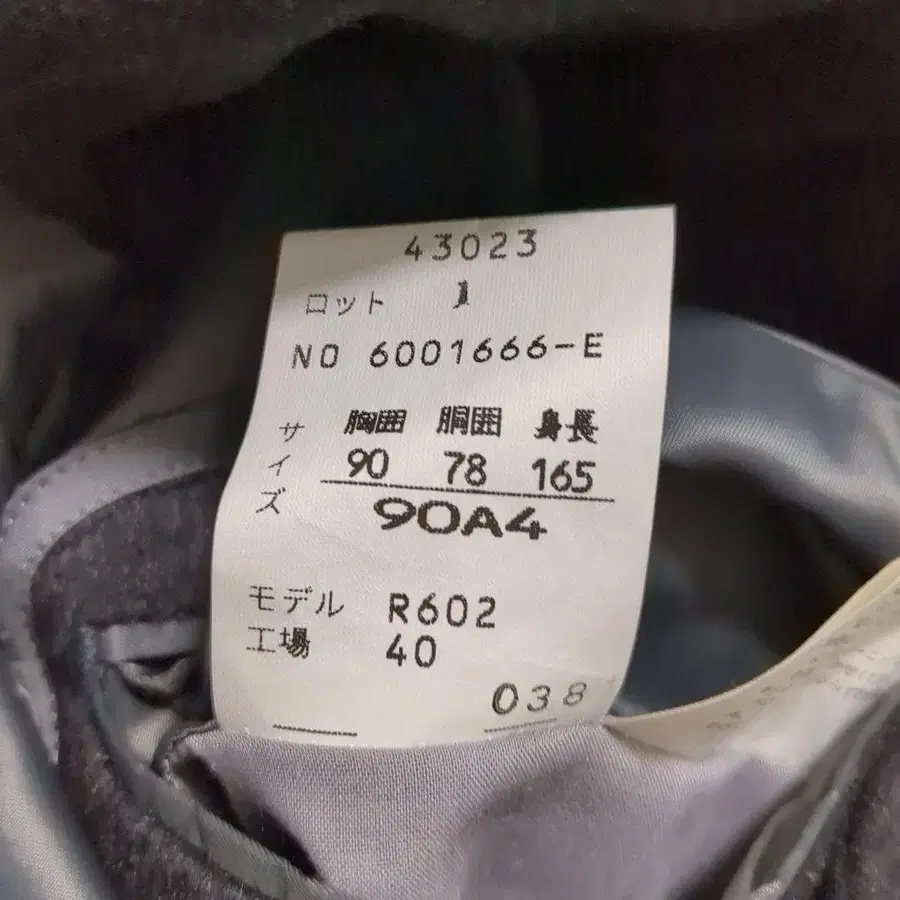 43023
ロット 1
NO 6001666-E
サイズ
胸囲 胴囲 身長
90 78 165
90A4
モデル R602
工場 40
038